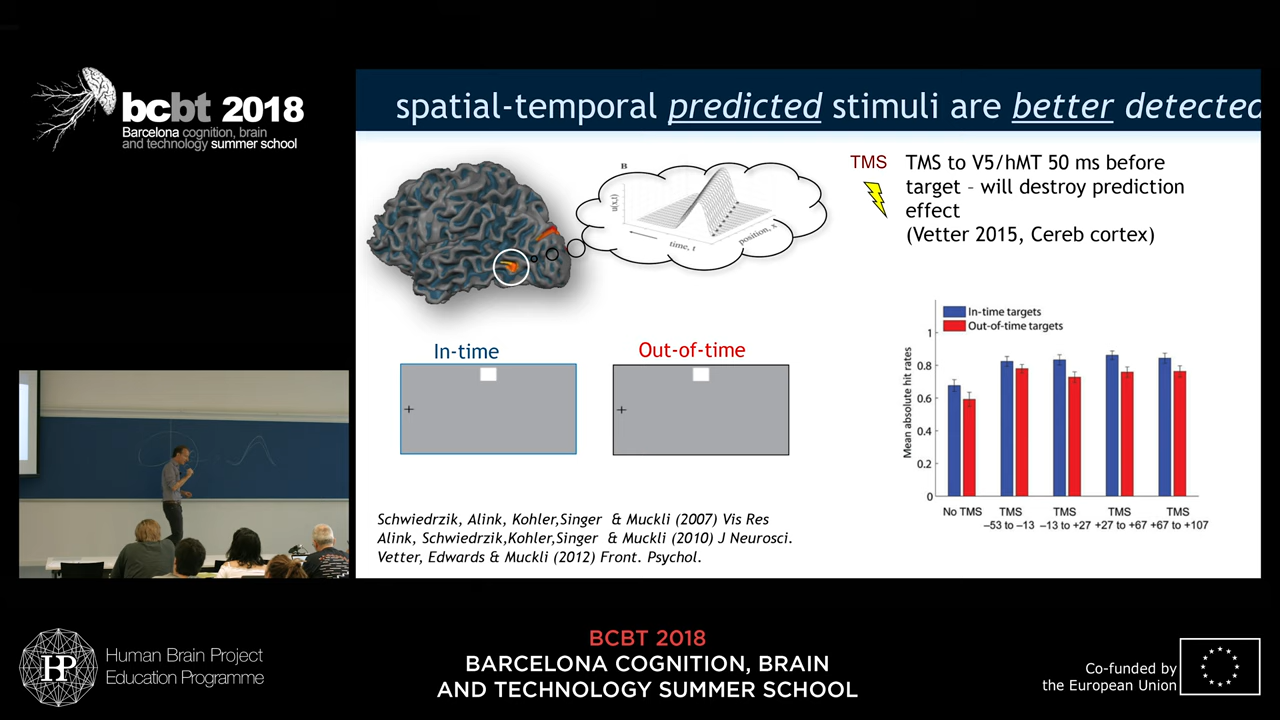 bcbt 2018
Barcelona cognition, brain
and technology summer school
spatial-temporal predicted stimuli are better detected
B
u(x,t)
time, t
position, x
TMS
TMS to V5/hMT 50 ms before
target – will destroy prediction
effect
(Vetter 2015, Cereb cortex)
In-time
Out-of-time
In-time targets
Out-of-time targets
Mean absolute hit rates
1
0.8
0.6
0.4
0.2
0
No TMS
TMS
−53 to −13
TMS
−13 to +27
TMS
+27 to +67
TMS
+67 to +107
Schwiedrzik, Alink, Kohler,Singer & Muckli (2007) Vis Res
Alink, Schwiedrzik,Kohler,Singer & Muckli (2010) J Neurosci.
Vetter, Edwards & Muckli (2012) Front. Psychol.
HP
Human Brain Project
Education Programme
BCBT 2018
BARCELONA COGNITION, BRAIN
AND TECHNOLOGY SUMMER SCHOOL
Co-funded by
the European Union